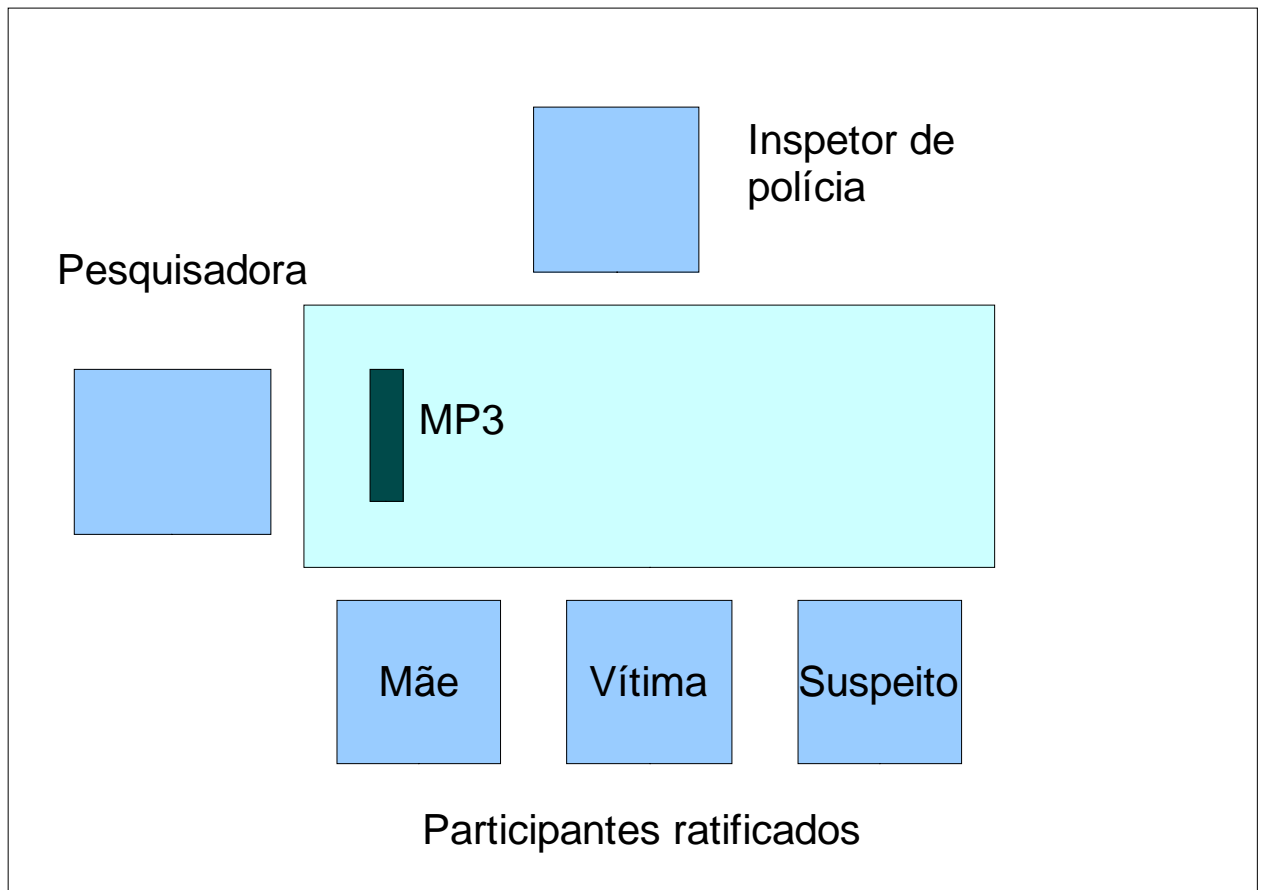 Inspetor de
polícia
Pesquisadora
MP3
Mãe
Vítima
Suspeito
Participantes ratificados